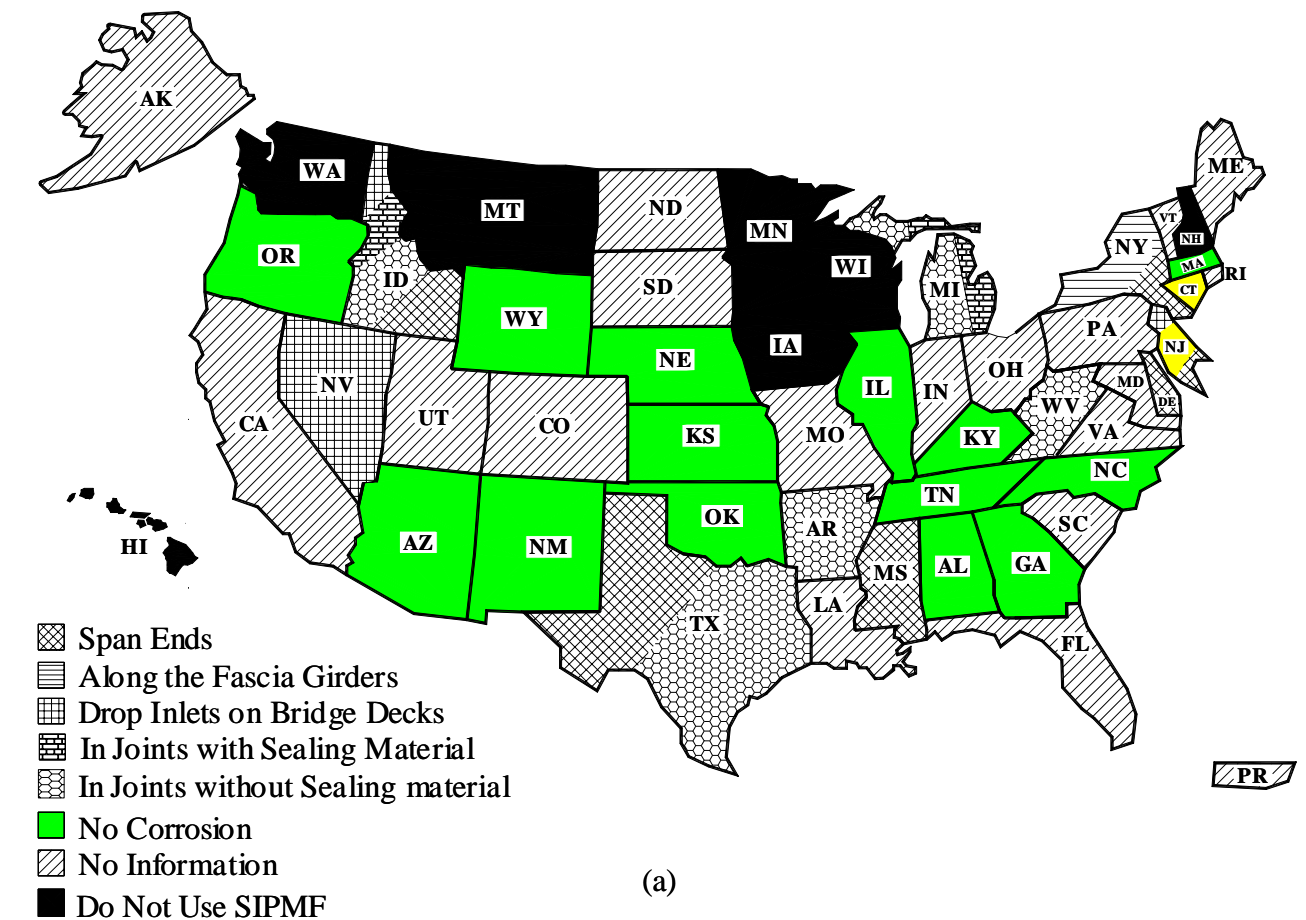 AK
WA
MT
ND
MN
ME
VT
NH
NY
OR
ID
WI
MA
RI
CT
SD
MI
WY
IA
PA
NJ
NE
NV
UT
CO
IL
IN
OH
MD
DE
WV
VA
CA
KS
MO
KY
NC
TN
AZ
NM
OK
AR
SC
HI
MS
AL
GA
TX
LA
FL
PR
Span Ends
Along the Fascia Girders
Drop Inlets on Bridge Decks
In Joints with Sealing Material
In Joints without Sealing material
No Corrosion
No Information
Do Not Use SIPMF
(a)